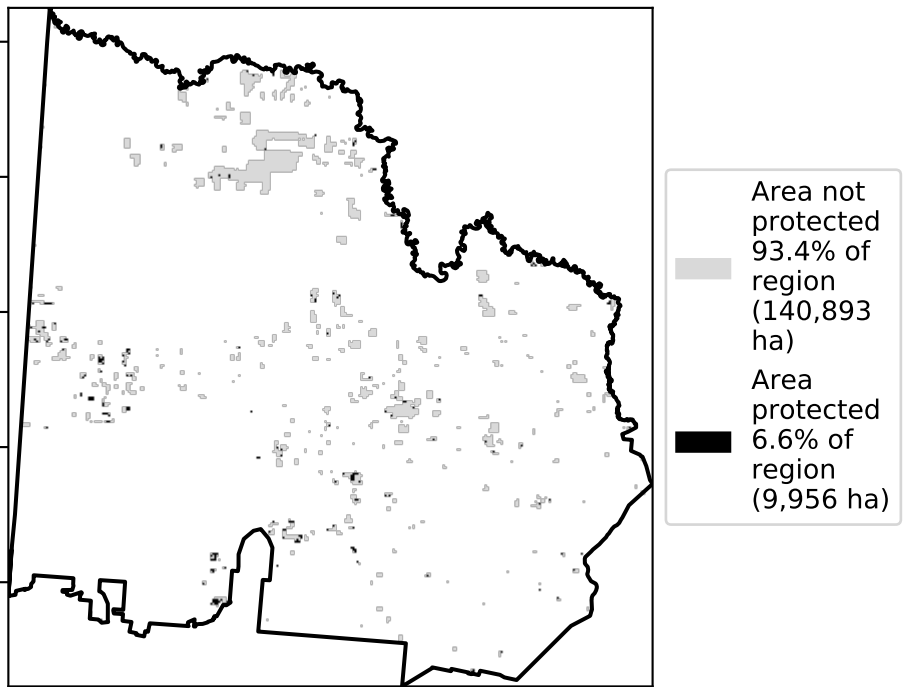 Area not
protected
93.4% of
region
(140,893
ha)
Area
protected
6.6% of
region
(9,956 ha)